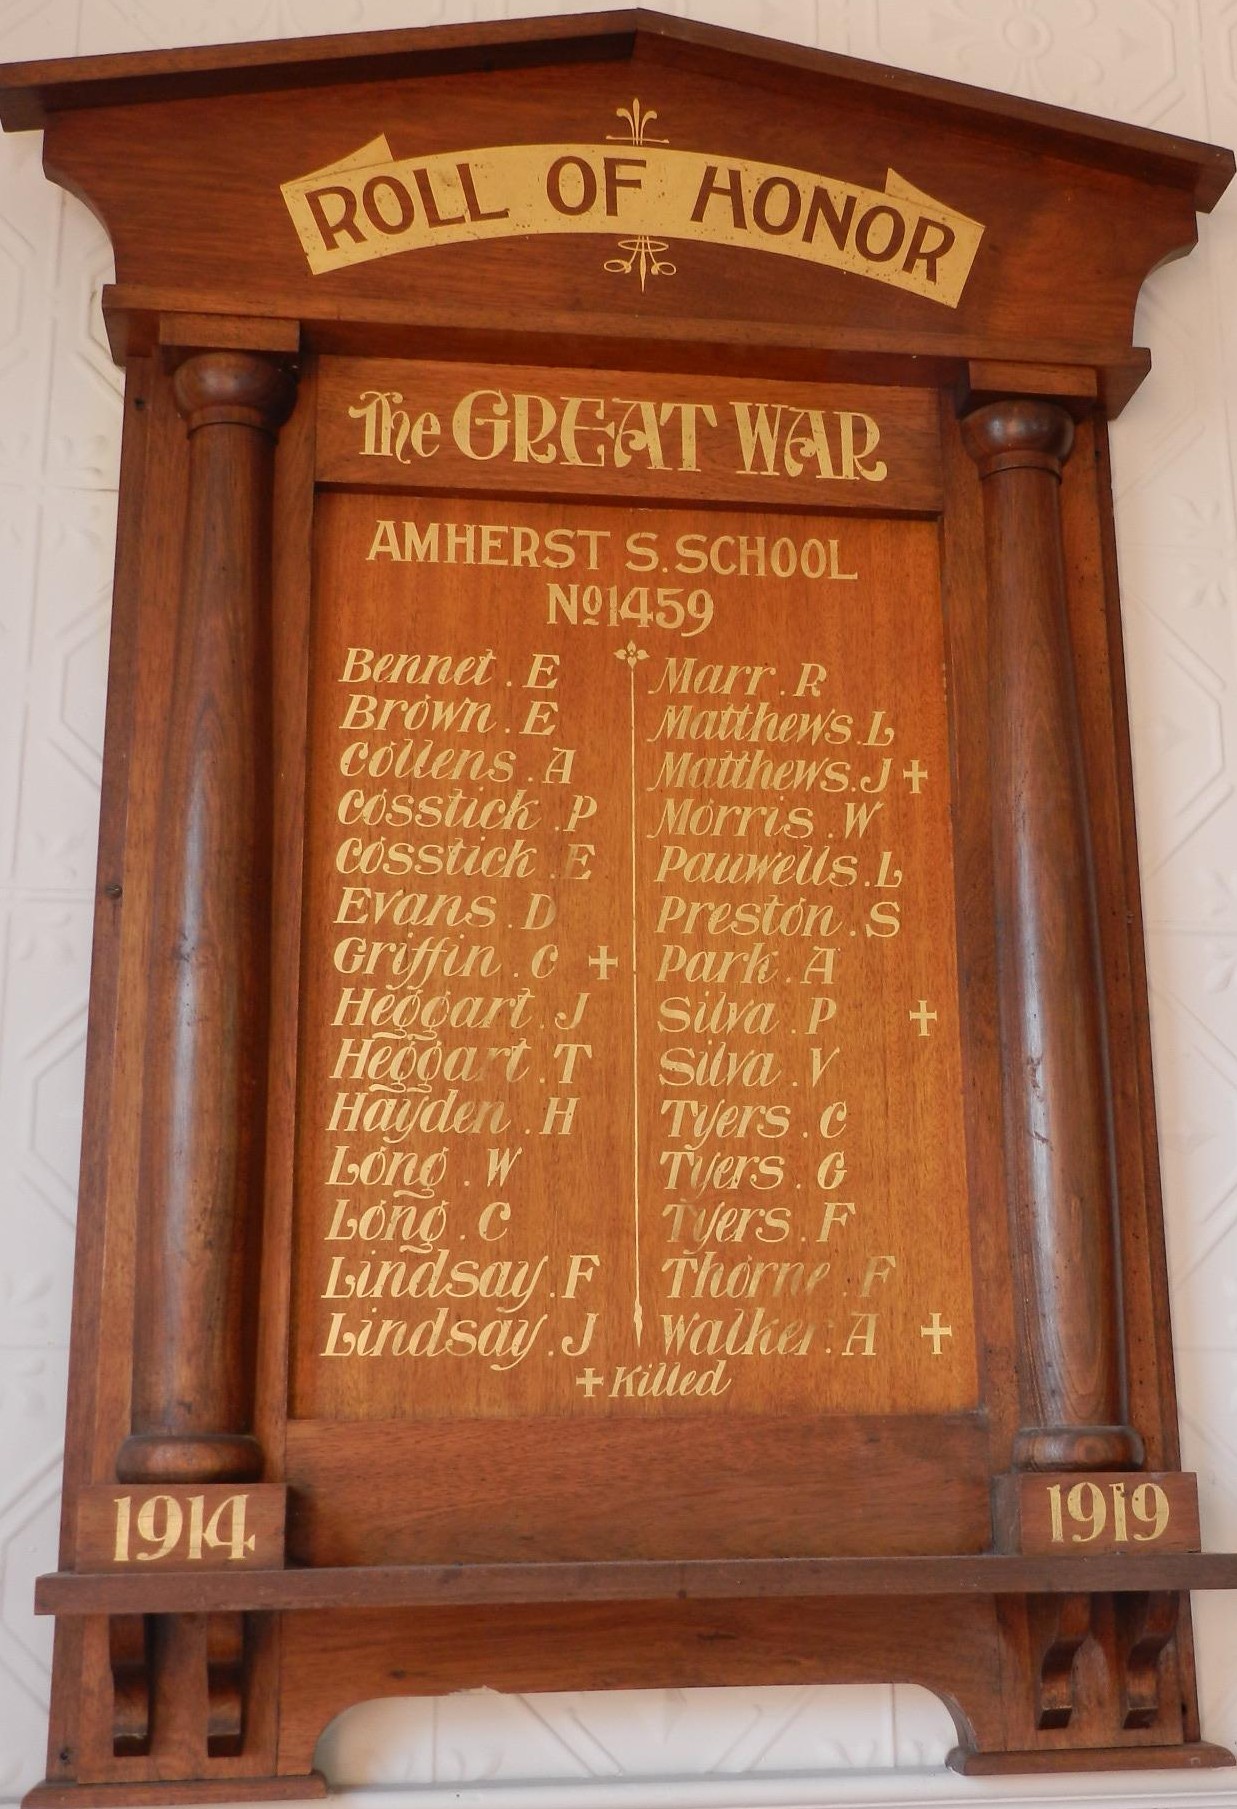 ROLL OF HONOR
The GREAT WAR
AMHERST S. SCHOOL
No 1459
Bennet . E
Brown . E
Collens . A
Cosstick . P
Cosstick . E
Evans . D
Griffin . C +
Heggart . J
Heggart . T
Hayden . H
Long . W
Long . C
Lindsay . F
Lindsay . J
Marr . R
Matthews . L
Matthews . J +
Morris . W
Pauwells . L
Preston . S
Park . A
Silva . P +
Silva . V
Tyers . C
Tyers . G
Tyers . F
Thorne . F
Walker . A +
+ Killed
1914
1919